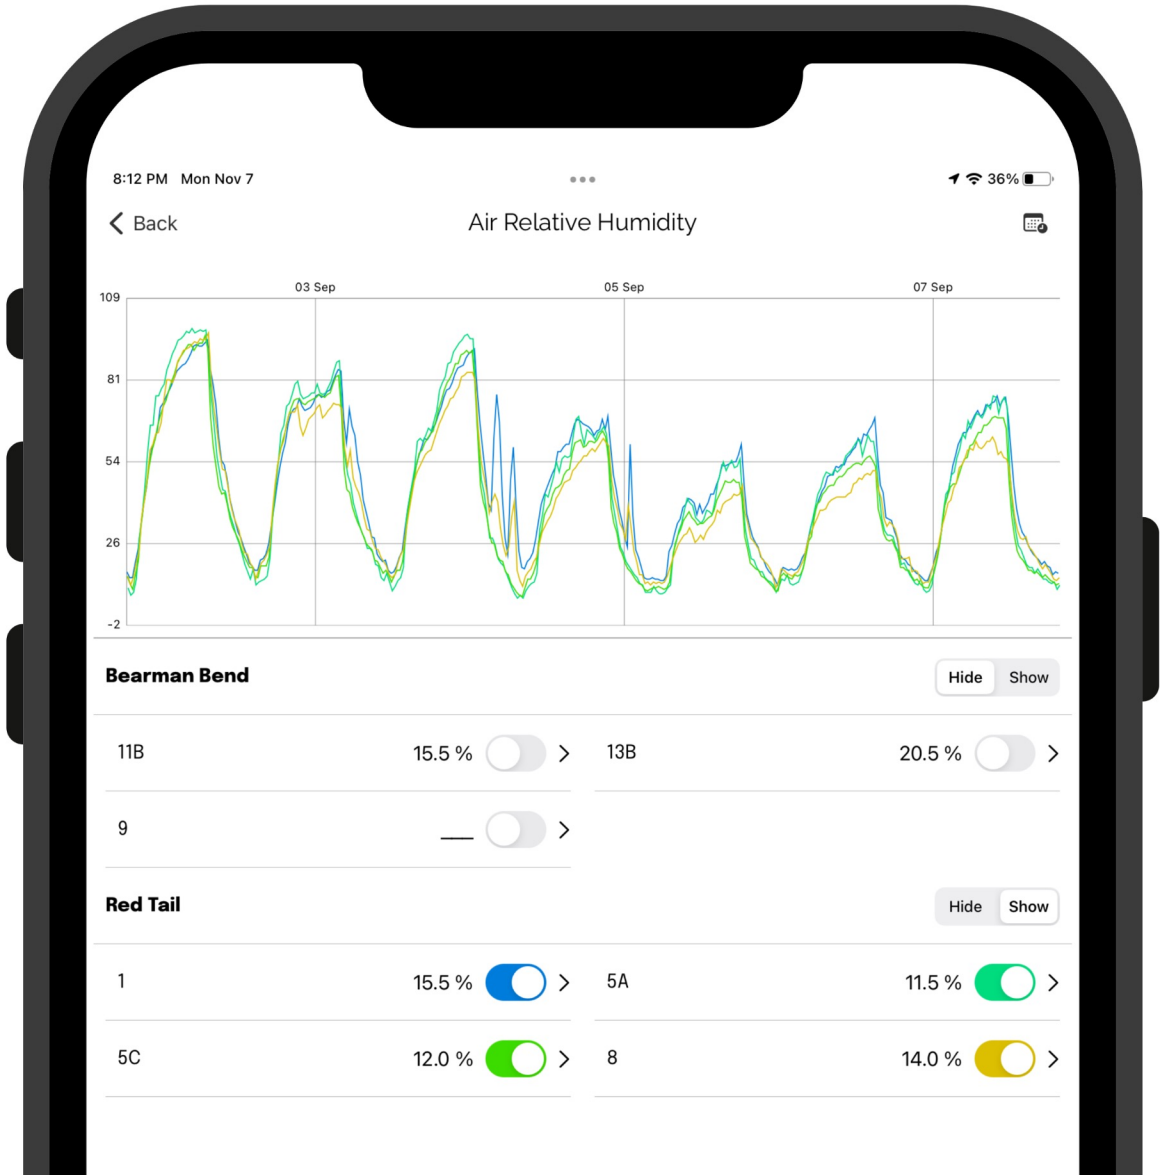 8:12 PM Mon Nov 7 36%
Back Air Relative Humidity
03 Sep 05 Sep 07 Sep
109
81
54
26
-2
Bearman Bend Hide Show
11B 15.5 % 13B 20.5 %
9 ___
Red Tail Hide Show
1 15.5 % 5A 11.5 %
5C 12.0 % 8 14.0 %